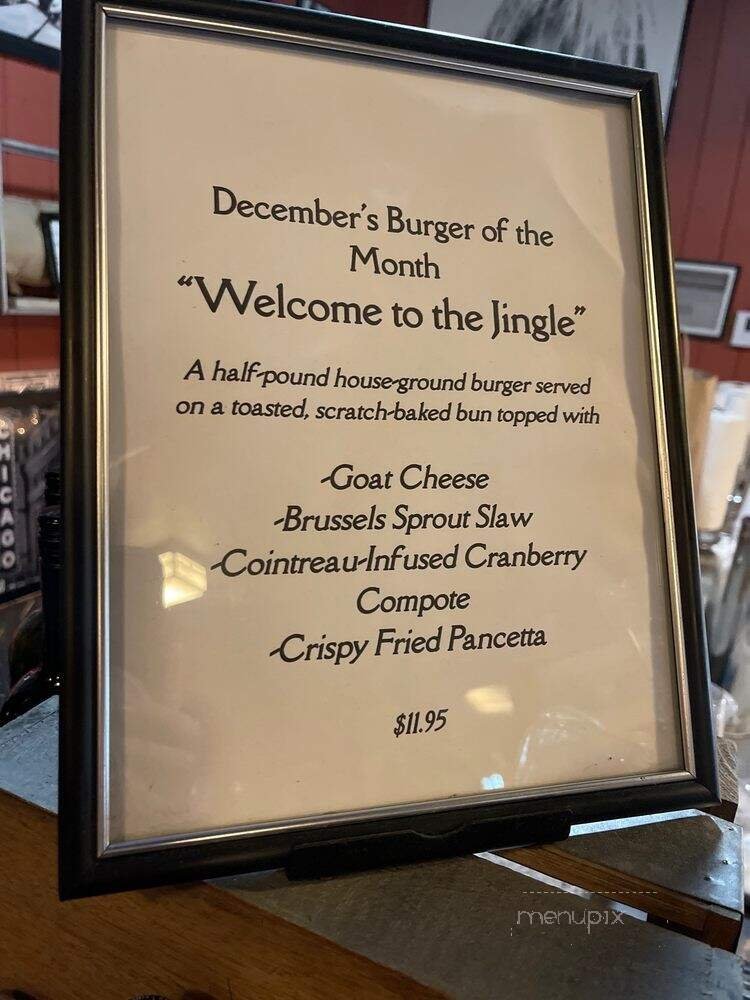 December's Burger of the
Month
"Welcome to the Jingle"
A half-pound house-ground burger served
on a toasted, scratch-baked bun topped with
-Goat Cheese
-Brussels Sprout Slaw
-Cointreau-Infused Cranberry
Compote
-Crispy Fried Pancetta
$11.95
CHICAGO
menupix